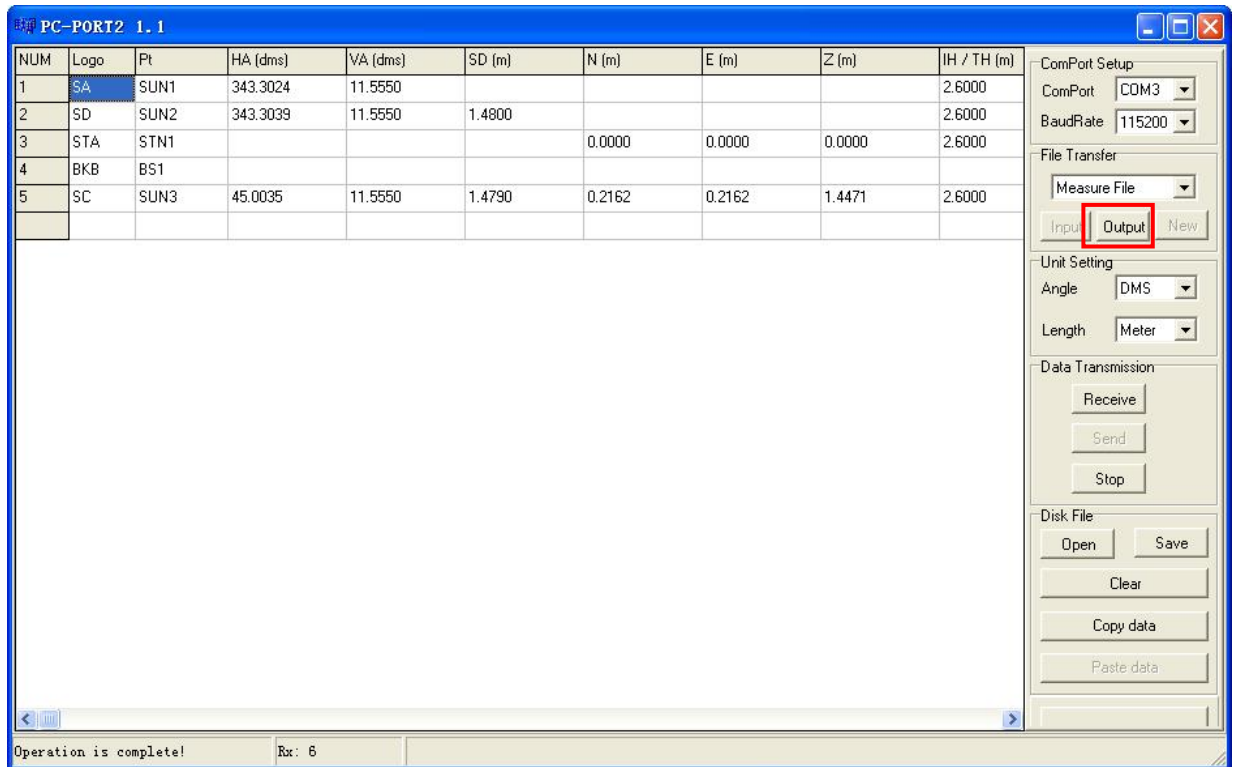 PC-PORT2 1.1
NUM Logo Pt HA (dms) VA (dms) SD (m) N (m) E (m) Z (m) IH / TH (m)
1 SA SUN1 343.3024 11.5550 2.6000
2 SD SUN2 343.3039 11.5550 1.4800 2.6000
3 STA STN1 0.0000 0.0000 0.0000 2.6000
4 BKB BS1
5 SC SUN3 45.0035 11.5550 1.4790 0.2162 0.2162 1.4471 2.6000
ComPort Setup
ComPort COM3
BaudRate 115200
File Transfer
Measure File
Input Output New
Unit Setting
Angle DMS
Length Meter
Data Transmission
Receive
Send
Stop
Disk File
Open Save
Clear
Copy data
Paste data
Operation is complete! Rx: 6